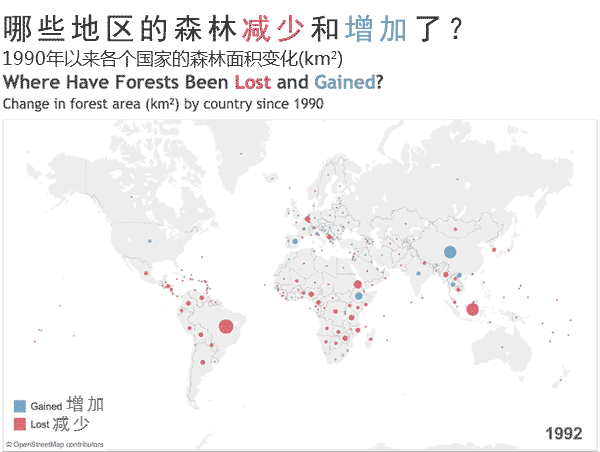 哪些地区的森林减少和增加了？
1990年以来各个国家的森林面积变化(km²)
Where Have Forests Been Lost and Gained?
Change in forest area (km²) by country since 1990
Gained 增加
Lost 减少
1992
© OpenStreetMap contributors